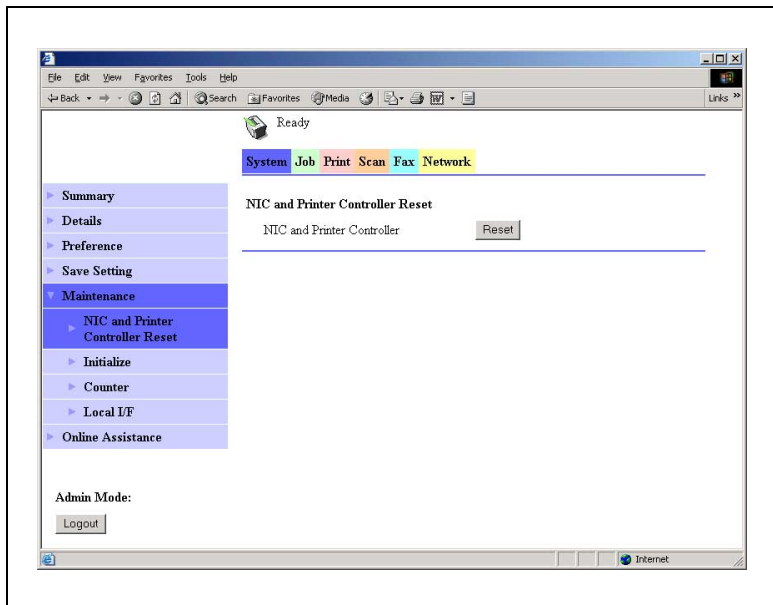 File Edit View Favorites Tools Help
Back Search Favorites Media Links »
Ready
System Job Print Scan Fax Network
Summary
Details
Preference
Save Setting
Maintenance
NIC and Printer
Controller Reset
Initialize
Counter
Local I/F
Online Assistance
Admin Mode:
Logout
NIC and Printer Controller Reset
NIC and Printer Controller Reset
Internet